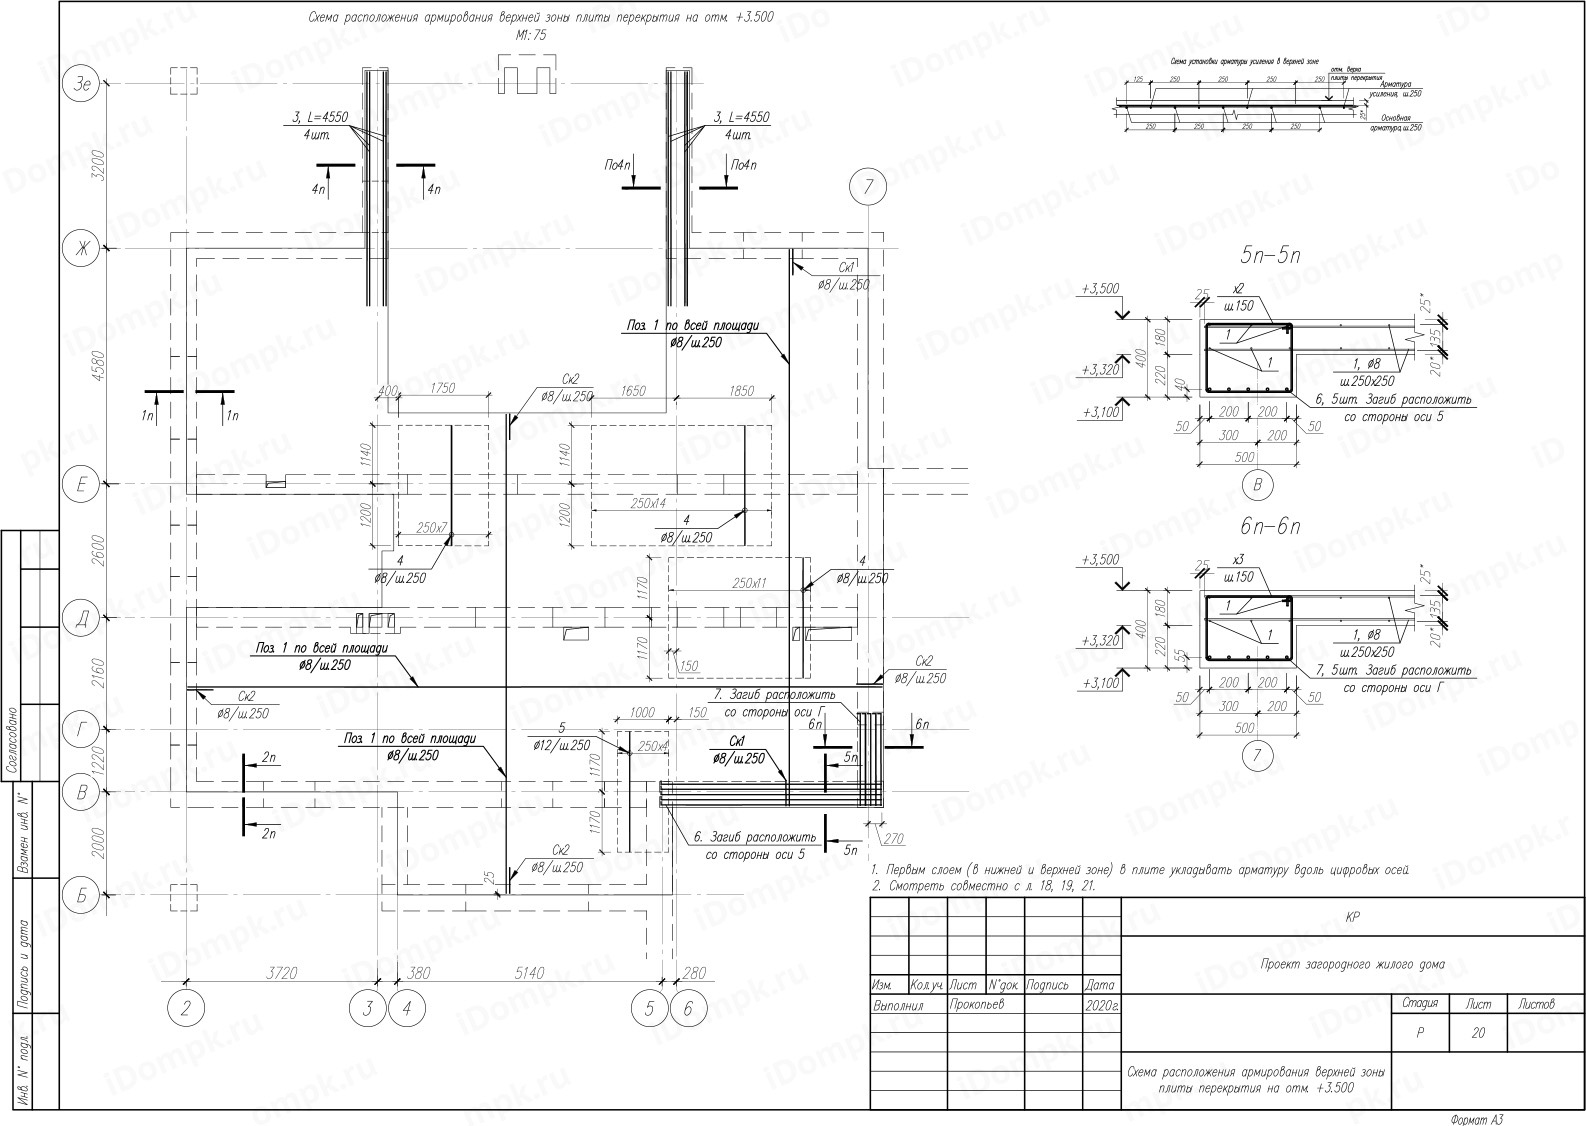 Схема расположения армирования верхней зоны плиты перекрытия на отм. +3.500
М1:75
Зе
3, L=4550
4шт.
3, L=4550
4шт.
3200
4п
4п
По4п
По4п
7
Ж
Ск1
ø8/ш.250
Поз. 1 по всей площади
ø8/ш.250
4580
1п
1п
400
1750
Ск2
ø8/ш.250
1650
1850
1140
1140
Е
1200
250х7
1200
250х14
4
ø8/ш.250
4
ø8/ш.250
2600
1170
250х11
4
ø8/ш.250
Д
Поз. 1 по всей площади
ø8/ш.250
1170
150
2160
Ск2
ø8/ш.250
Ск2
ø8/ш.250
7. Загиб расположить
со стороны оси Г
Г
1000
150
6п
6п
Поз. 1 по всей площади
ø8/ш.250
5
ø12/ш.250
250х4
Ск1
ø8/ш.250
1220
2п
1170
5п
В
2п
1170
6. Загиб расположить
со стороны оси 5
5п
270
2000
Ск2
ø8/ш.250
25
Б
3720
380
5140
280
2
3
4
5
6
Схема установки арматуры усиления в верхней зоне
отм. верха
плиты перекрытия
125
250
250
250
250
Арматура
усиления, ш.250
25*
Основная
арматура,ш.250
250
250
250
250
5п-5п
+3,500
25
х2
ш.150
25*
400
180
1
135
+3,320
220
1
1, ø8
ш.250х250
20*
40
+3,100
6, 5шт. Загиб расположить
со стороны оси 5
50
200
200
50
300
200
500
В
6п-6п
+3,500
25
х3
ш.150
25*
400
180
1
135
+3,320
220
1
1, ø8
ш.250х250
20*
55
+3,100
7, 5шт. Загиб расположить
со стороны оси Г
50
200
200
50
300
200
500
7
1. Первым слоем (в нижней и верхней зоне) в плите укладывать арматуру вдоль цифровых осей.
2. Смотреть совместно с л. 18, 19, 21.
КР
Проект загородного жилого дома
Изм.
Кол.уч.
Лист
N°док.
Подпись
Дата
Выполнил
Прокопьев
2020г.
Стадия
Лист
Листов
Р
20
Схема расположения армирования верхней зоны
плиты перекрытия на отм. +3.500
Формат А3
Согласовано
Взамен инв. N°
Подпись и дата
Инв. N° подл.
iDompk.ru